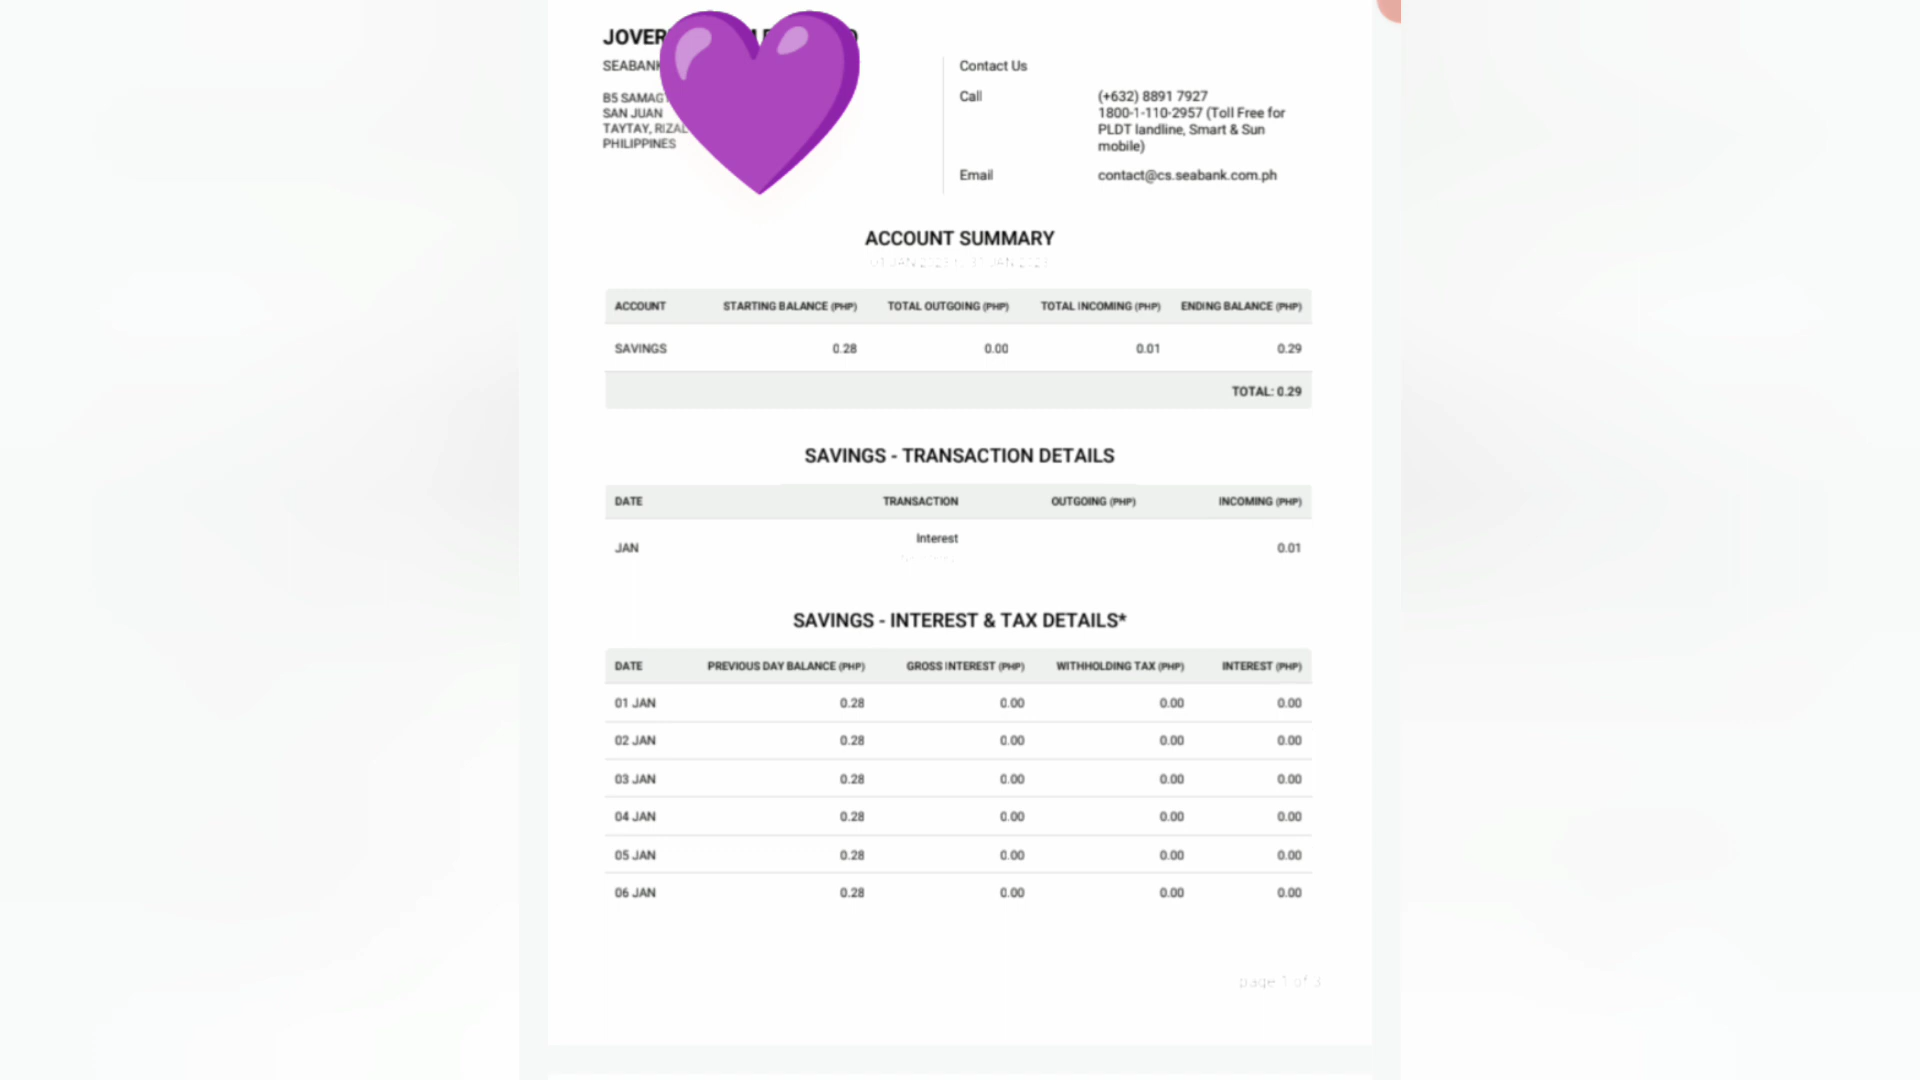 JOVER
SEABANK
B5 SAMAG
SAN JUAN
TAYTAY, RIZAL
PHILIPPINES
Contact Us
Call (+632) 8891 7927
1800-1-110-2957 (Toll Free for
PLDT landline, Smart & Sun
mobile)
Email contact@cs.seabank.com.ph
ACCOUNT SUMMARY
ACCOUNT STARTING BALANCE (PHP) TOTAL OUTGOING (PHP) TOTAL INCOMING (PHP) ENDING BALANCE (PHP)
SAVINGS 0.28 0.00 0.01 0.29
TOTAL: 0.29
SAVINGS - TRANSACTION DETAILS
DATE TRANSACTION OUTGOING (PHP) INCOMING (PHP)
JAN Interest 0.01
SAVINGS - INTEREST & TAX DETAILS*
DATE PREVIOUS DAY BALANCE (PHP) GROSS INTEREST (PHP) WITHHOLDING TAX (PHP) INTEREST (PHP)
01 JAN 0.28 0.00 0.00 0.00
02 JAN 0.28 0.00 0.00 0.00
03 JAN 0.28 0.00 0.00 0.00
04 JAN 0.28 0.00 0.00 0.00
05 JAN 0.28 0.00 0.00 0.00
06 JAN 0.28 0.00 0.00 0.00
page 1 of 3